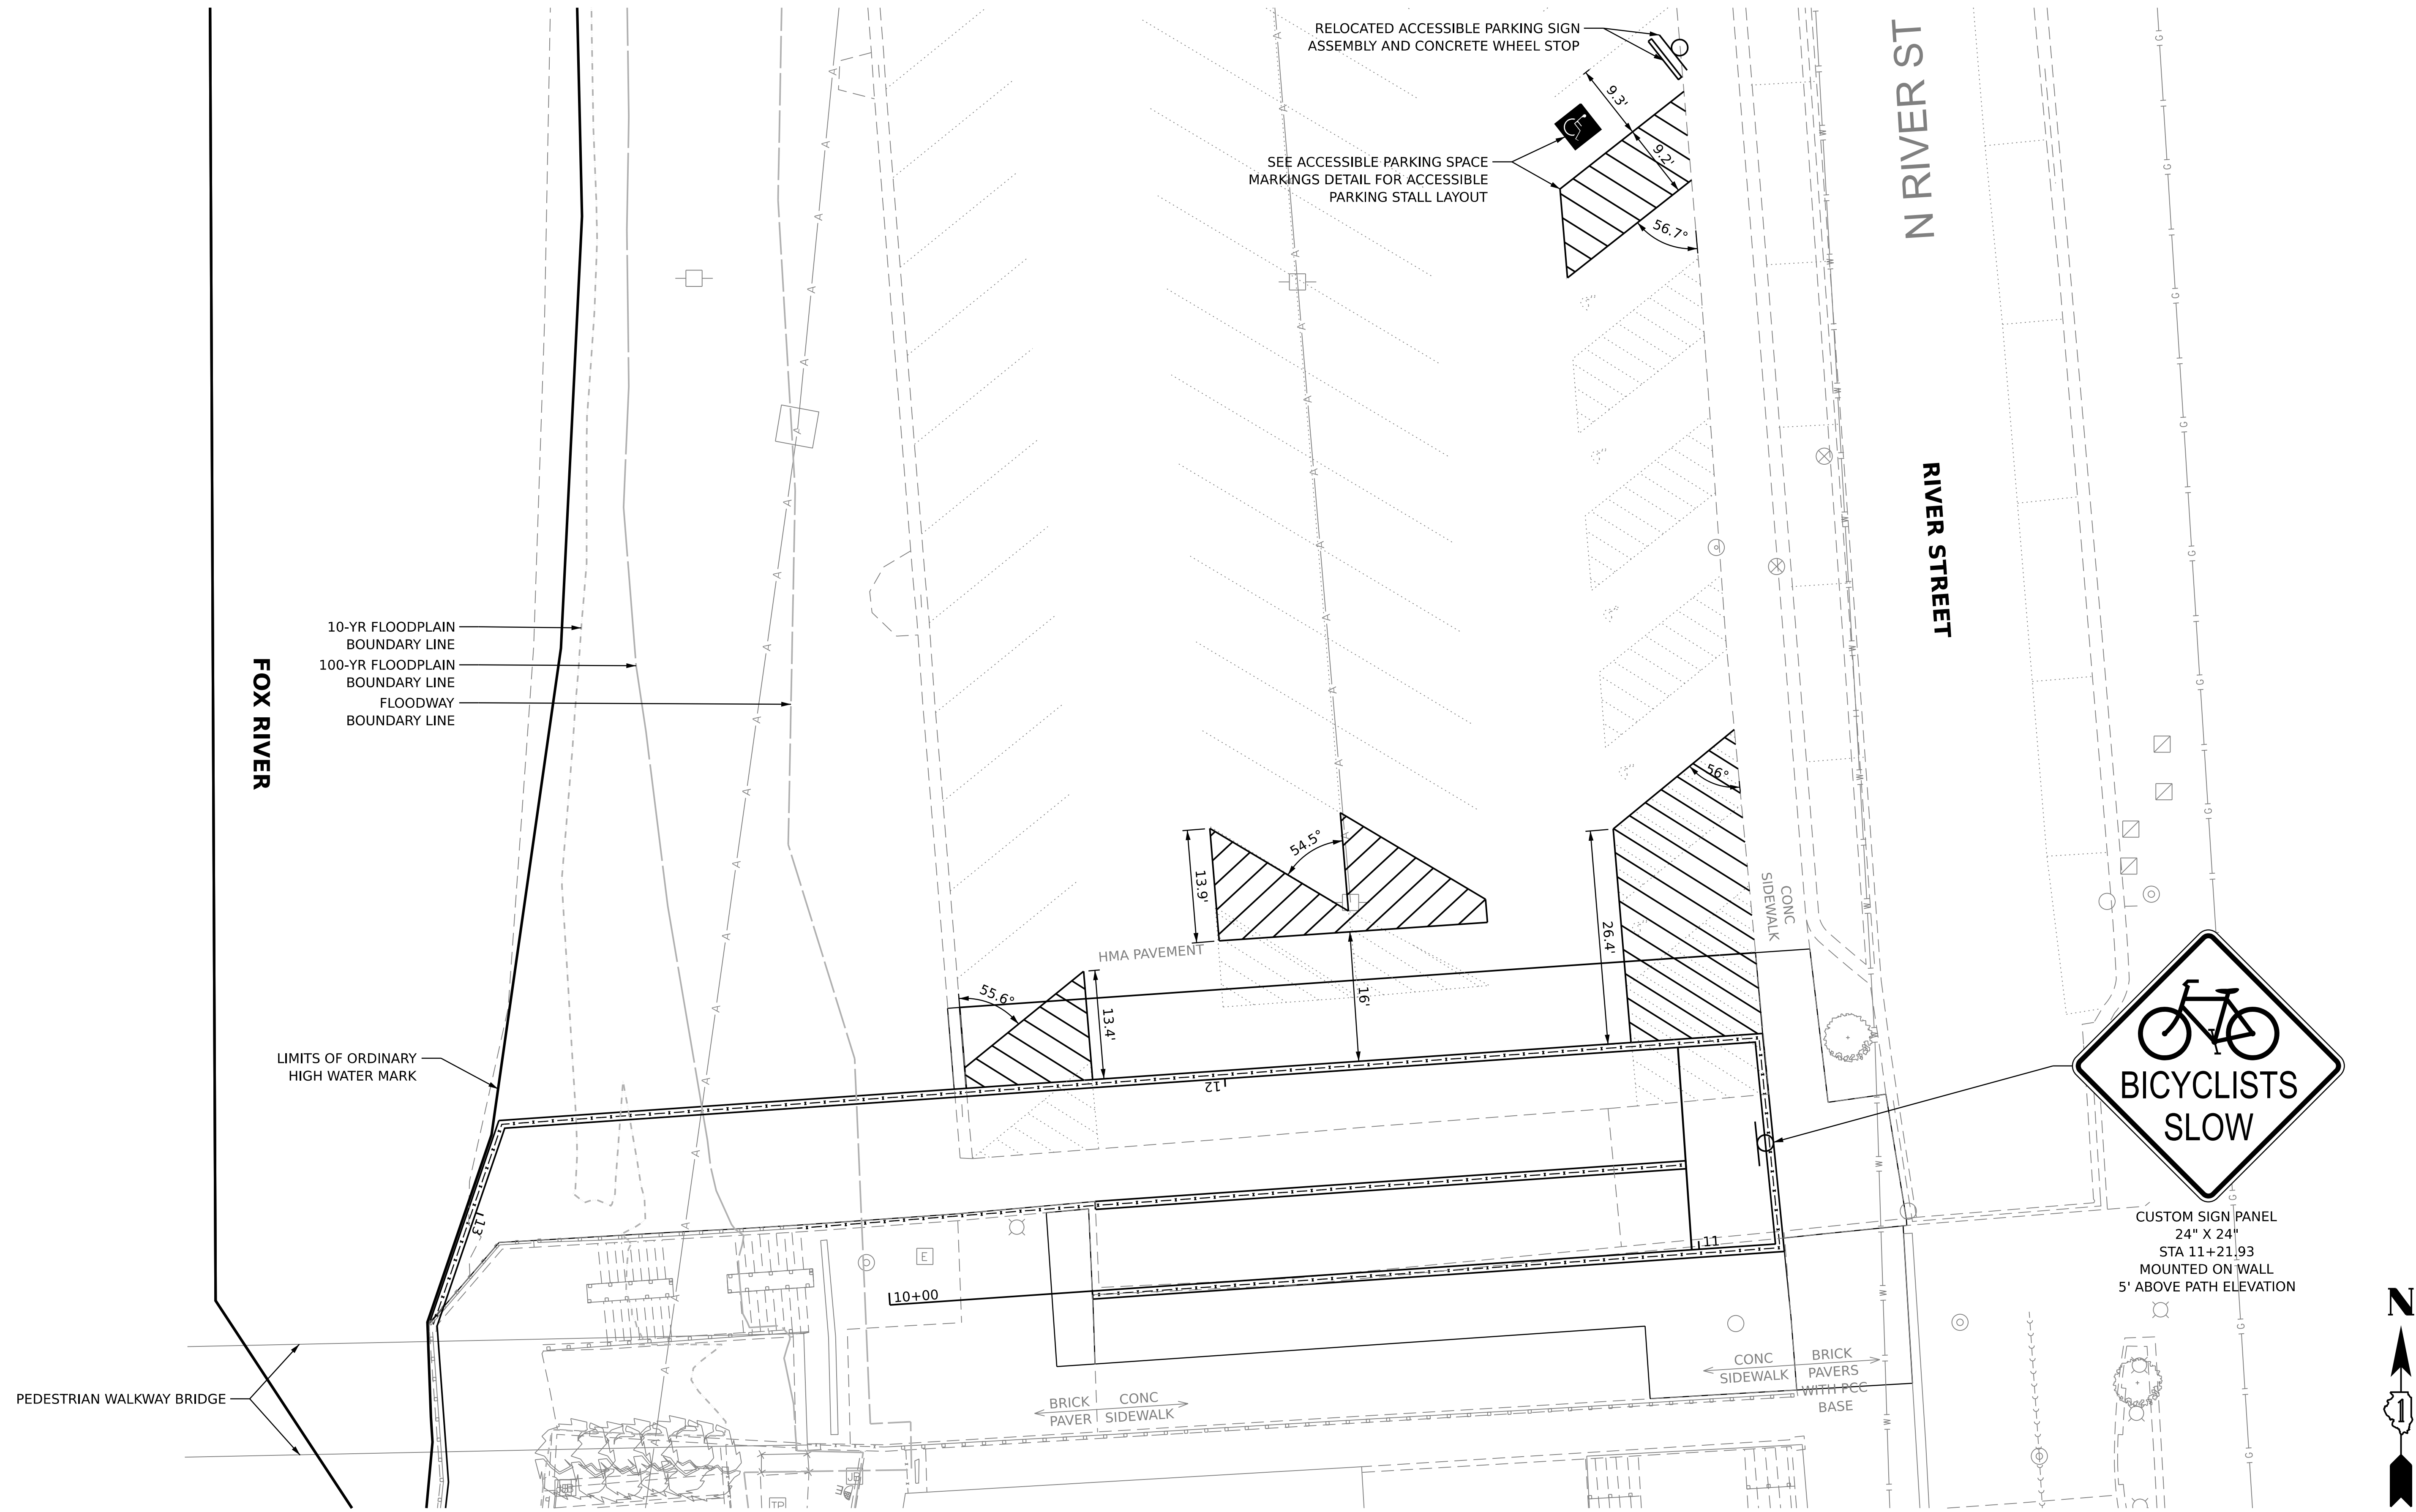 RELOCATED ACCESSIBLE PARKING SIGN
ASSEMBLY AND CONCRETE WHEEL STOP
N RIVER ST
9.3'
9.2'
SEE ACCESSIBLE PARKING SPACE
MARKINGS DETAIL FOR ACCESSIBLE
PARKING STALL LAYOUT
56.7°
RIVER STREET
10-YR FLOODPLAIN
BOUNDARY LINE
100-YR FLOODPLAIN
BOUNDARY LINE
FLOODWAY
BOUNDARY LINE
FOX RIVER
56°
54.5°
13.9'
26.4'
CONC
SIDEWALK
HMA PAVEMENT
55.6°
13.4'
16'
LIMITS OF ORDINARY
HIGH WATER MARK
12
BICYCLISTS
SLOW
13
11
E
10+00
CUSTOM SIGN PANEL
24" X 24"
STA 11+21.93
MOUNTED ON WALL
5' ABOVE PATH ELEVATION
N
1
PEDESTRIAN WALKWAY BRIDGE
BRICK
PAVER
CONC
SIDEWALK
CONC
SIDEWALK
BRICK
PAVERS
WITH PCC
BASE
A
W
G
TP